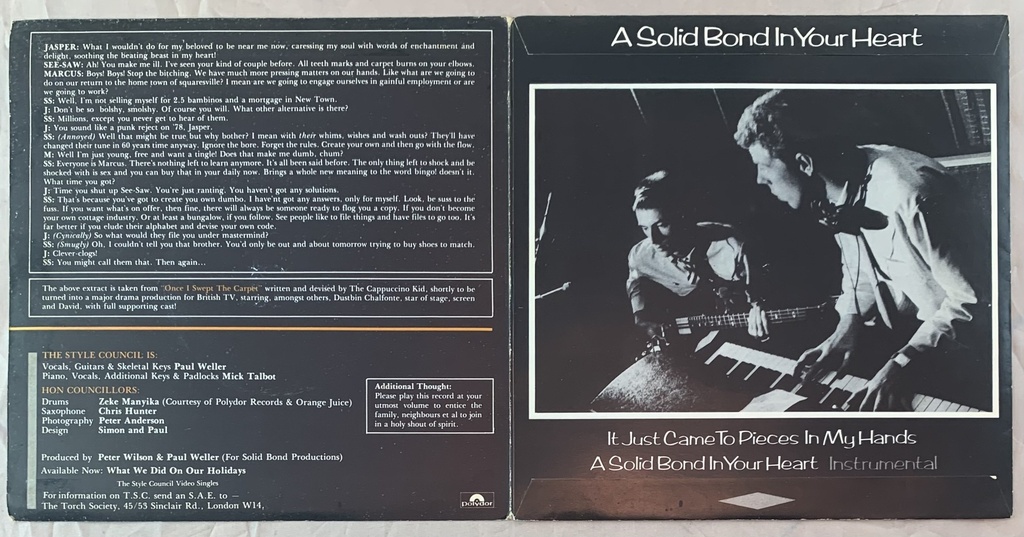 JASPER: What I wouldn't do for my beloved to be near me now, caressing my soul with words of enchantment and
delight, soothing the beating beast in my heart!
SEE-SAW: Ah! You make me ill. I've seen your kind of couple before. All teeth marks and carpet burns on your elbows.
MARCUS: Boys! Boys! Stop the bitching. We have much more pressing matters on our hands. Like what are we going to
do on our return to the home town of squaresville? I mean are we going to engage ourselves in gainful employment or are
we going to work?
SS: Well, I'm not selling myself for 2.5 bambinos and a mortgage in New Town.
J: Don't be so bolshy, smolshy. Of course you will. What other alternative is there?
SS: Millions, except you never get to hear of them.
J: You sound like a punk reject on '78, Jasper.
SS: (Annoyed) Well that might be true but why bother? I mean with their whims, wishes and wash outs? They'll have
changed their tune in 60 years time anyway. Ignore the bore. Forget the rules. Create your own and then go with the flow.
M: Well I'm just young, free and want a tingle! Does that make me dumb, chum?
SS: Everyone is Marcus. There's nothing left to learn anymore. It's all been said before. The only thing left to shock and be
shocked with is sex and you can buy that in your daily now. Brings a whole new meaning to the word bingo! doesn't it.
What time you got?
J: Time you shut up See-Saw. You're just ranting. You haven't got any solutions.
SS: That's because you've got to create you own dumbo. I have'nt got any answers, only for myself. Look, be suss to the
fuss. If you want what's on offer, then fine, there will always be someone ready to flog you a copy. If you don't become
your own cottage industry. Or at least a bungalow, if you follow. See people like to file things and have files to go too. It's
far better if you elude their alphabet and devise your own code.
J: (Cynically) So what would they file you under mastermind?
SS: (Smugly) Oh, I couldn't tell you that brother. You'd only be out and about tomorrow trying to buy shoes to match.
J: Clever-clogs!
SS: You might call them that. Then again...
The above extract is taken from "Once I Swept The Carpet" written and devised by The Cappuccino Kid, shortly to be
turned into a major drama production for British TV, starring, amongst others, Dustbin Chalfonte, star of stage, screen
and David, with full supporting cast!
THE STYLE COUNCIL IS:
Vocals, Guitars & Skeletal Keys Paul Weller
Piano, Vocals, Additional Keys & Padlocks Mick Talbot
HON COUNCILLORS:
Drums Zeke Manyika (Courtesy of Polydor Records & Orange Juice)
Saxophone Chris Hunter
Photography Peter Anderson
Design Simon and Paul
Additional Thought:
Please play this record at your
utmost volume to entice the
family, neighbours et al to join
in a holy shout of spirit.
Produced by Peter Wilson & Paul Weller (For Solid Bond Productions)
Available Now: What We Did On Our Holidays
The Style Council Video Singles
For information on T.S.C. send an S.A.E. to —
The Torch Society, 45/53 Sinclair Rd., London W14,
polydor
A Solid Bond In Your Heart
It Just Came To Pieces In My Hands
A Solid Bond In Your Heart Instrumental